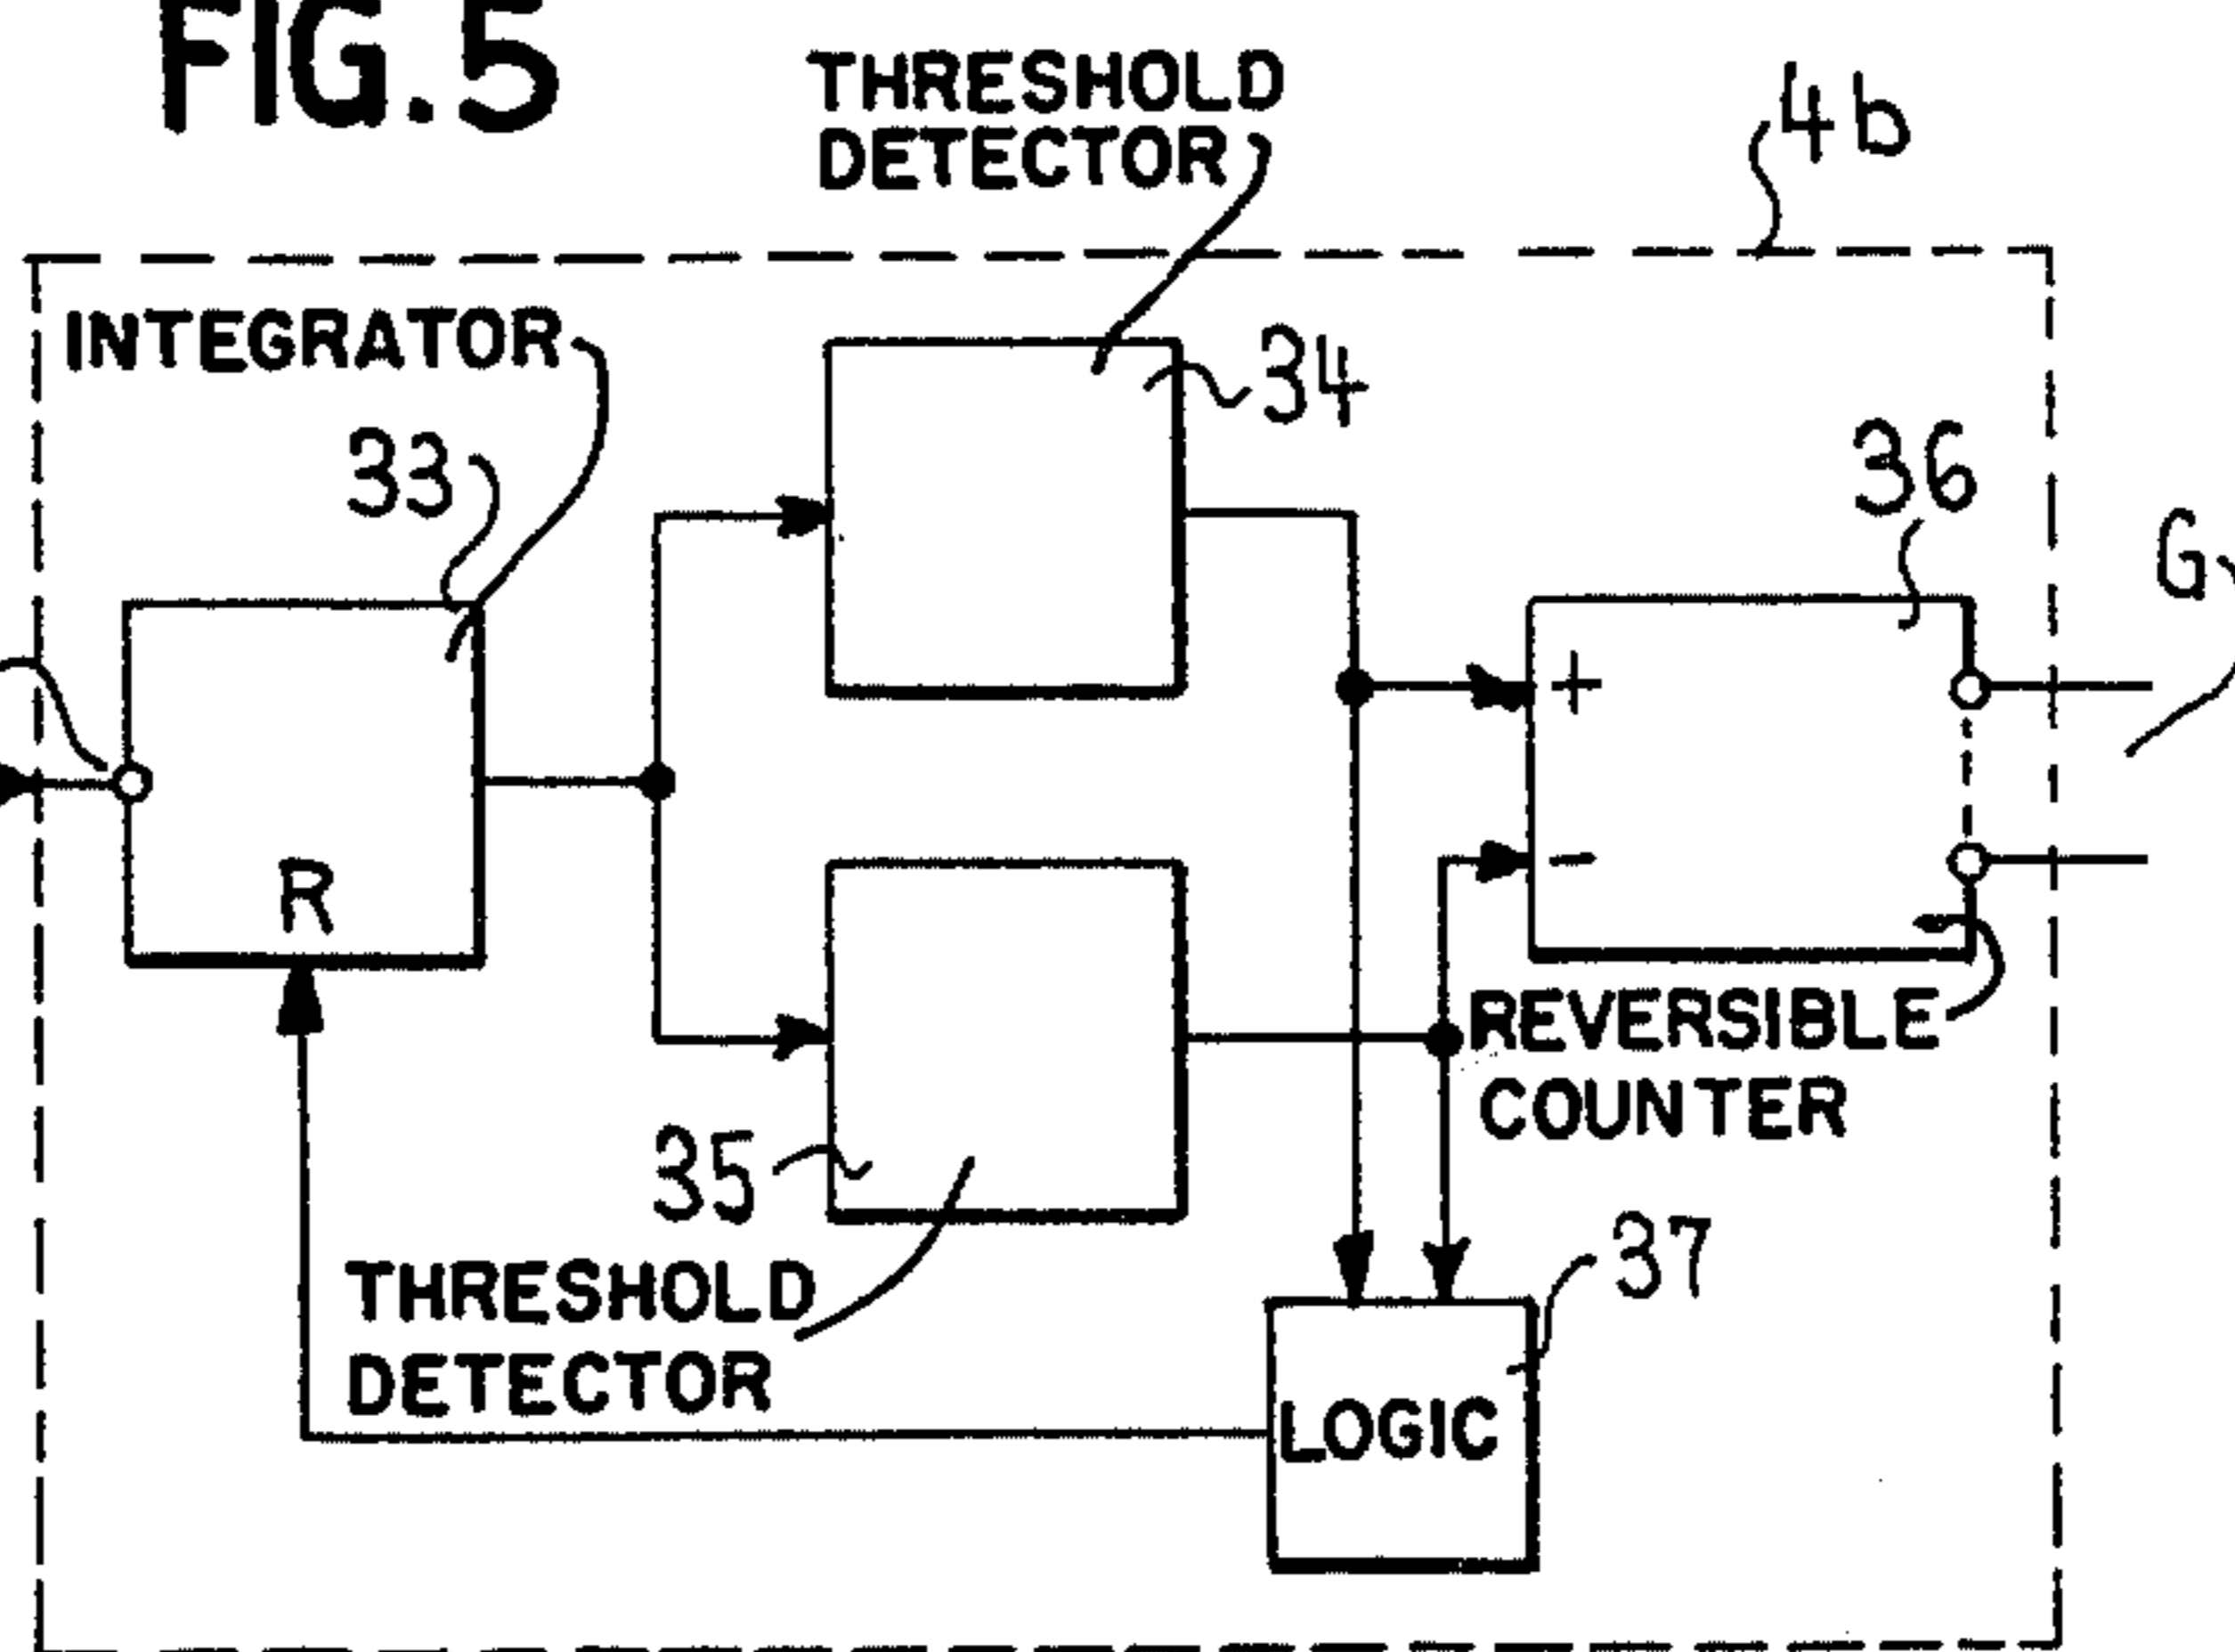 FIG.5
THRESHOLD
DETECTOR
4b
INTEGRATOR
34
33
36
G
+
R
-
REVERSIBLE
COUNTER
35
37
THRESHOLD
DETECTOR
LOGIC